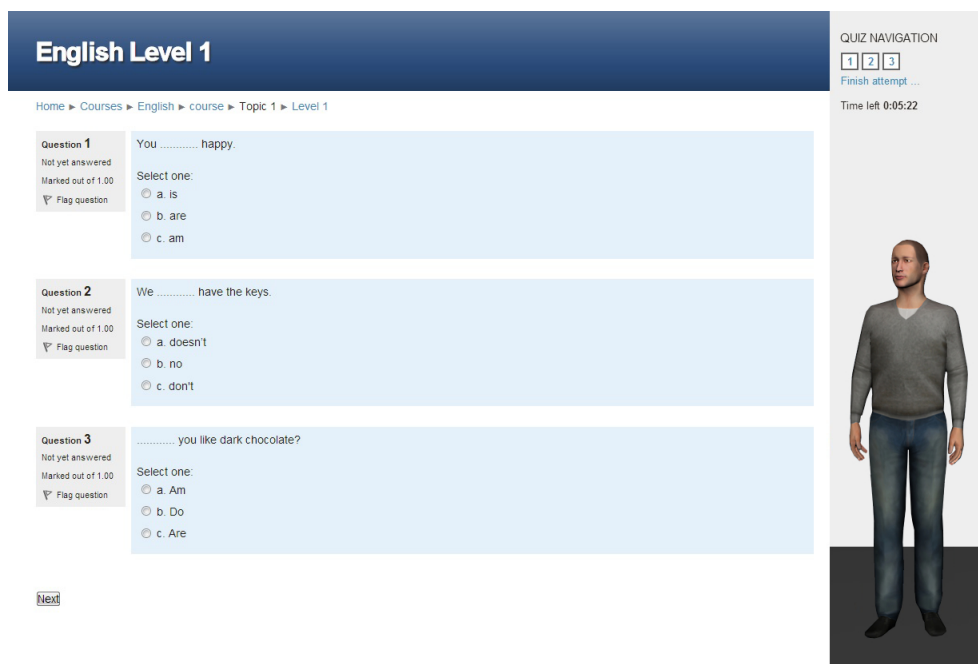 English Level 1
Home ► Courses ► English ► course ► Topic 1 ► Level 1
Question 1
Not yet answered
Marked out of 1.00
Flag question
You ............ happy.
Select one:
a. is
b. are
c. am
Question 2
Not yet answered
Marked out of 1.00
Flag question
We ............ have the keys.
Select one:
a. doesn't
b. no
c. don't
Question 3
Not yet answered
Marked out of 1.00
Flag question
............ you like dark chocolate?
Select one:
a. Am
b. Do
c. Are
Next
QUIZ NAVIGATION
1 2 3
Finish attempt ...
Time left 0:05:22